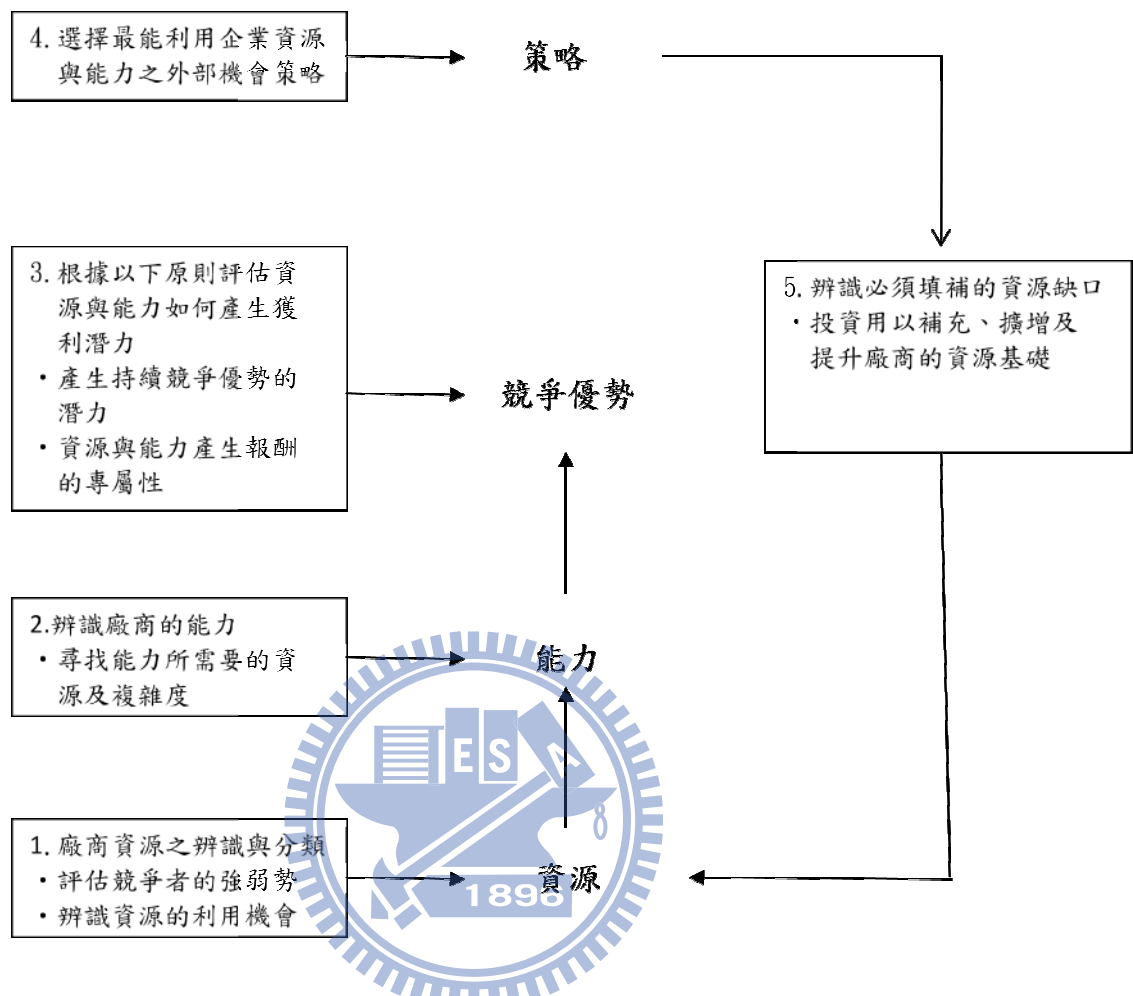 4. 選擇最能利用企業資源
與能力之外部機會策略
策略
3. 根據以下原則評估資
源與能力如何產生獲
利潛力
・產生持續競爭優勢的
潛力
・資源與能力產生報酬
的專屬性
競爭優勢
5. 辨識必須填補的資源缺口
・投資用以補充、擴增及
提升廠商的資源基礎
2.辨識廠商的能力
・尋找能力所需要的資
源及複雜度
能力
E S A
8
1. 廠商資源之辨識與分類
・評估競爭者的強弱勢
・辨識資源的利用機會
資源
1896